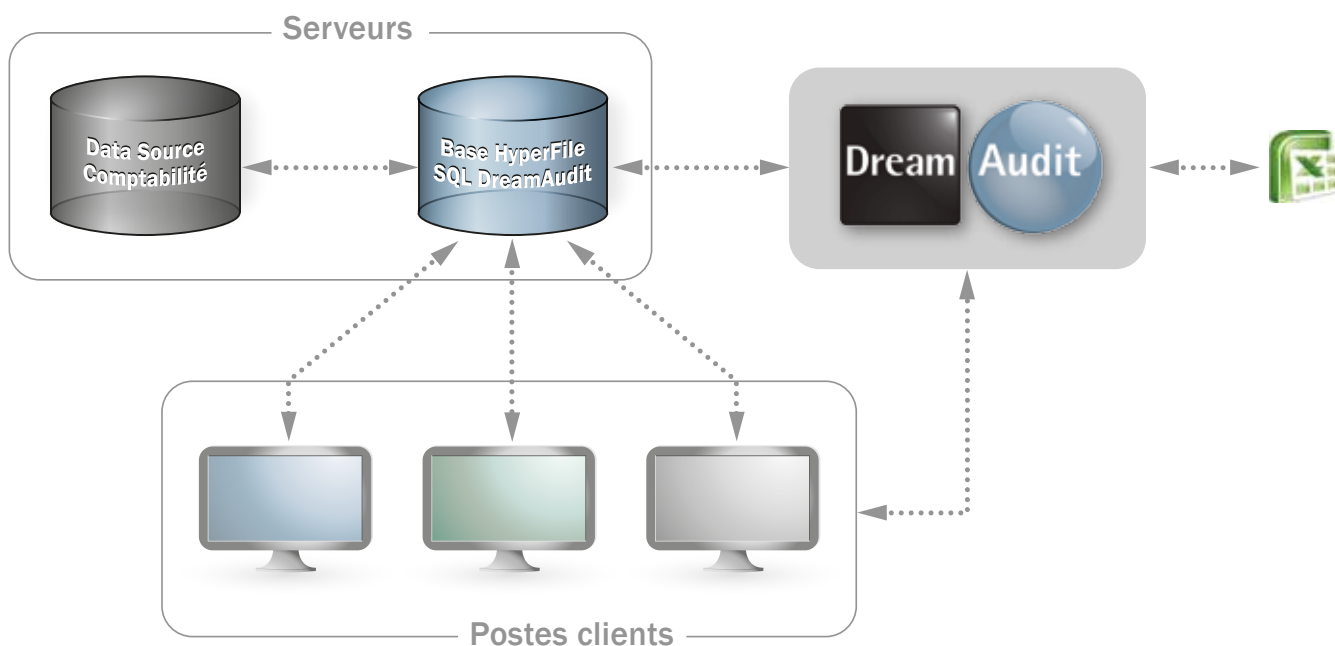 Serveurs
Data Source
Comptabilité
Base HyperFile
SQL DreamAudit
Dream Audit
X
Postes clients